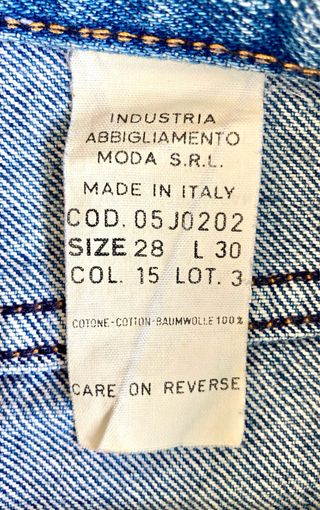 INDUSTRIA
ABBIGLIAMENTO
MODA S.R.L.
MADE IN ITALY
COD. 05J0202
SIZE 28 L 30
COL. 15 LOT. 3
COTONE-COTTON-BAUMWOLLE 100%
CARE ON REVERSE